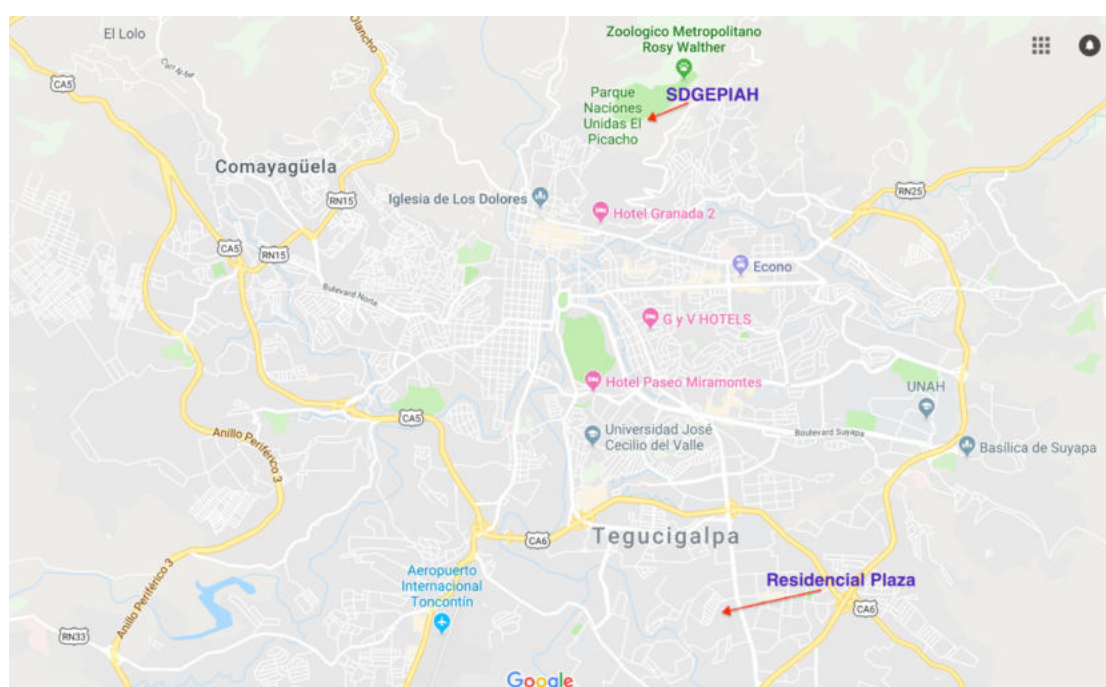 El Lolo
Olancho
Zoologico Metropolitano
Rosy Walther
CA5
Parque
Naciones
Unidas El
Picacho
SDGEPIAH
Comayagüela
RN15
Iglesia de Los Dolores
RN25
Hotel Granada 2
CA5
RN15
Econo
Bulevard Norte
G y V HOTELS
Hotel Paseo Miramontes
UNAH
CA5
Anillo Periférico 3
Universidad José
Cecilio del Valle
Boulevard Suyapa
Basílica de Suyapa
CA6
Tegucigalpa
Aeropuerto
Internacional
Toncontín
Residencial Plaza
Anillo Periférico 3
CA6
RN33
Google